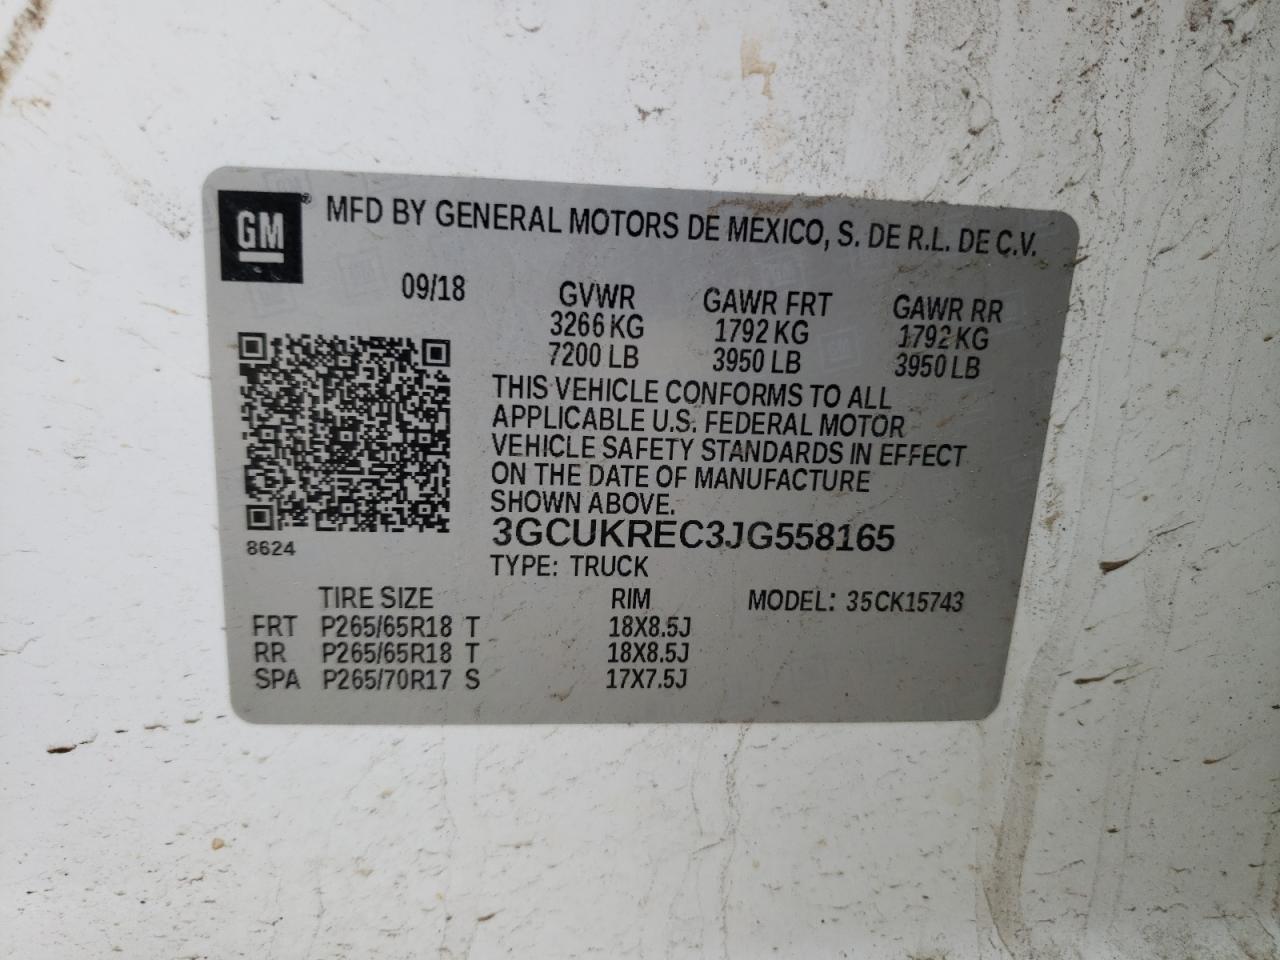 GM ® MFD BY GENERAL MOTORS DE MEXICO, S. DE R.L. DE C.V.
09/18 GVWR GAWR FRT GAWR RR
3266 KG 1792 KG 1792 KG
7200 LB 3950 LB 3950 LB
THIS VEHICLE CONFORMS TO ALL
APPLICABLE U.S. FEDERAL MOTOR
VEHICLE SAFETY STANDARDS IN EFFECT
ON THE DATE OF MANUFACTURE
SHOWN ABOVE.
3GCUKREC3JG558165
8624
TYPE: TRUCK
TIRE SIZE RIM MODEL: 35CK15743
FRT P265/65R18 T 18X8.5J
RR P265/65R18 T 18X8.5J
SPA P265/70R17 S 17X7.5J